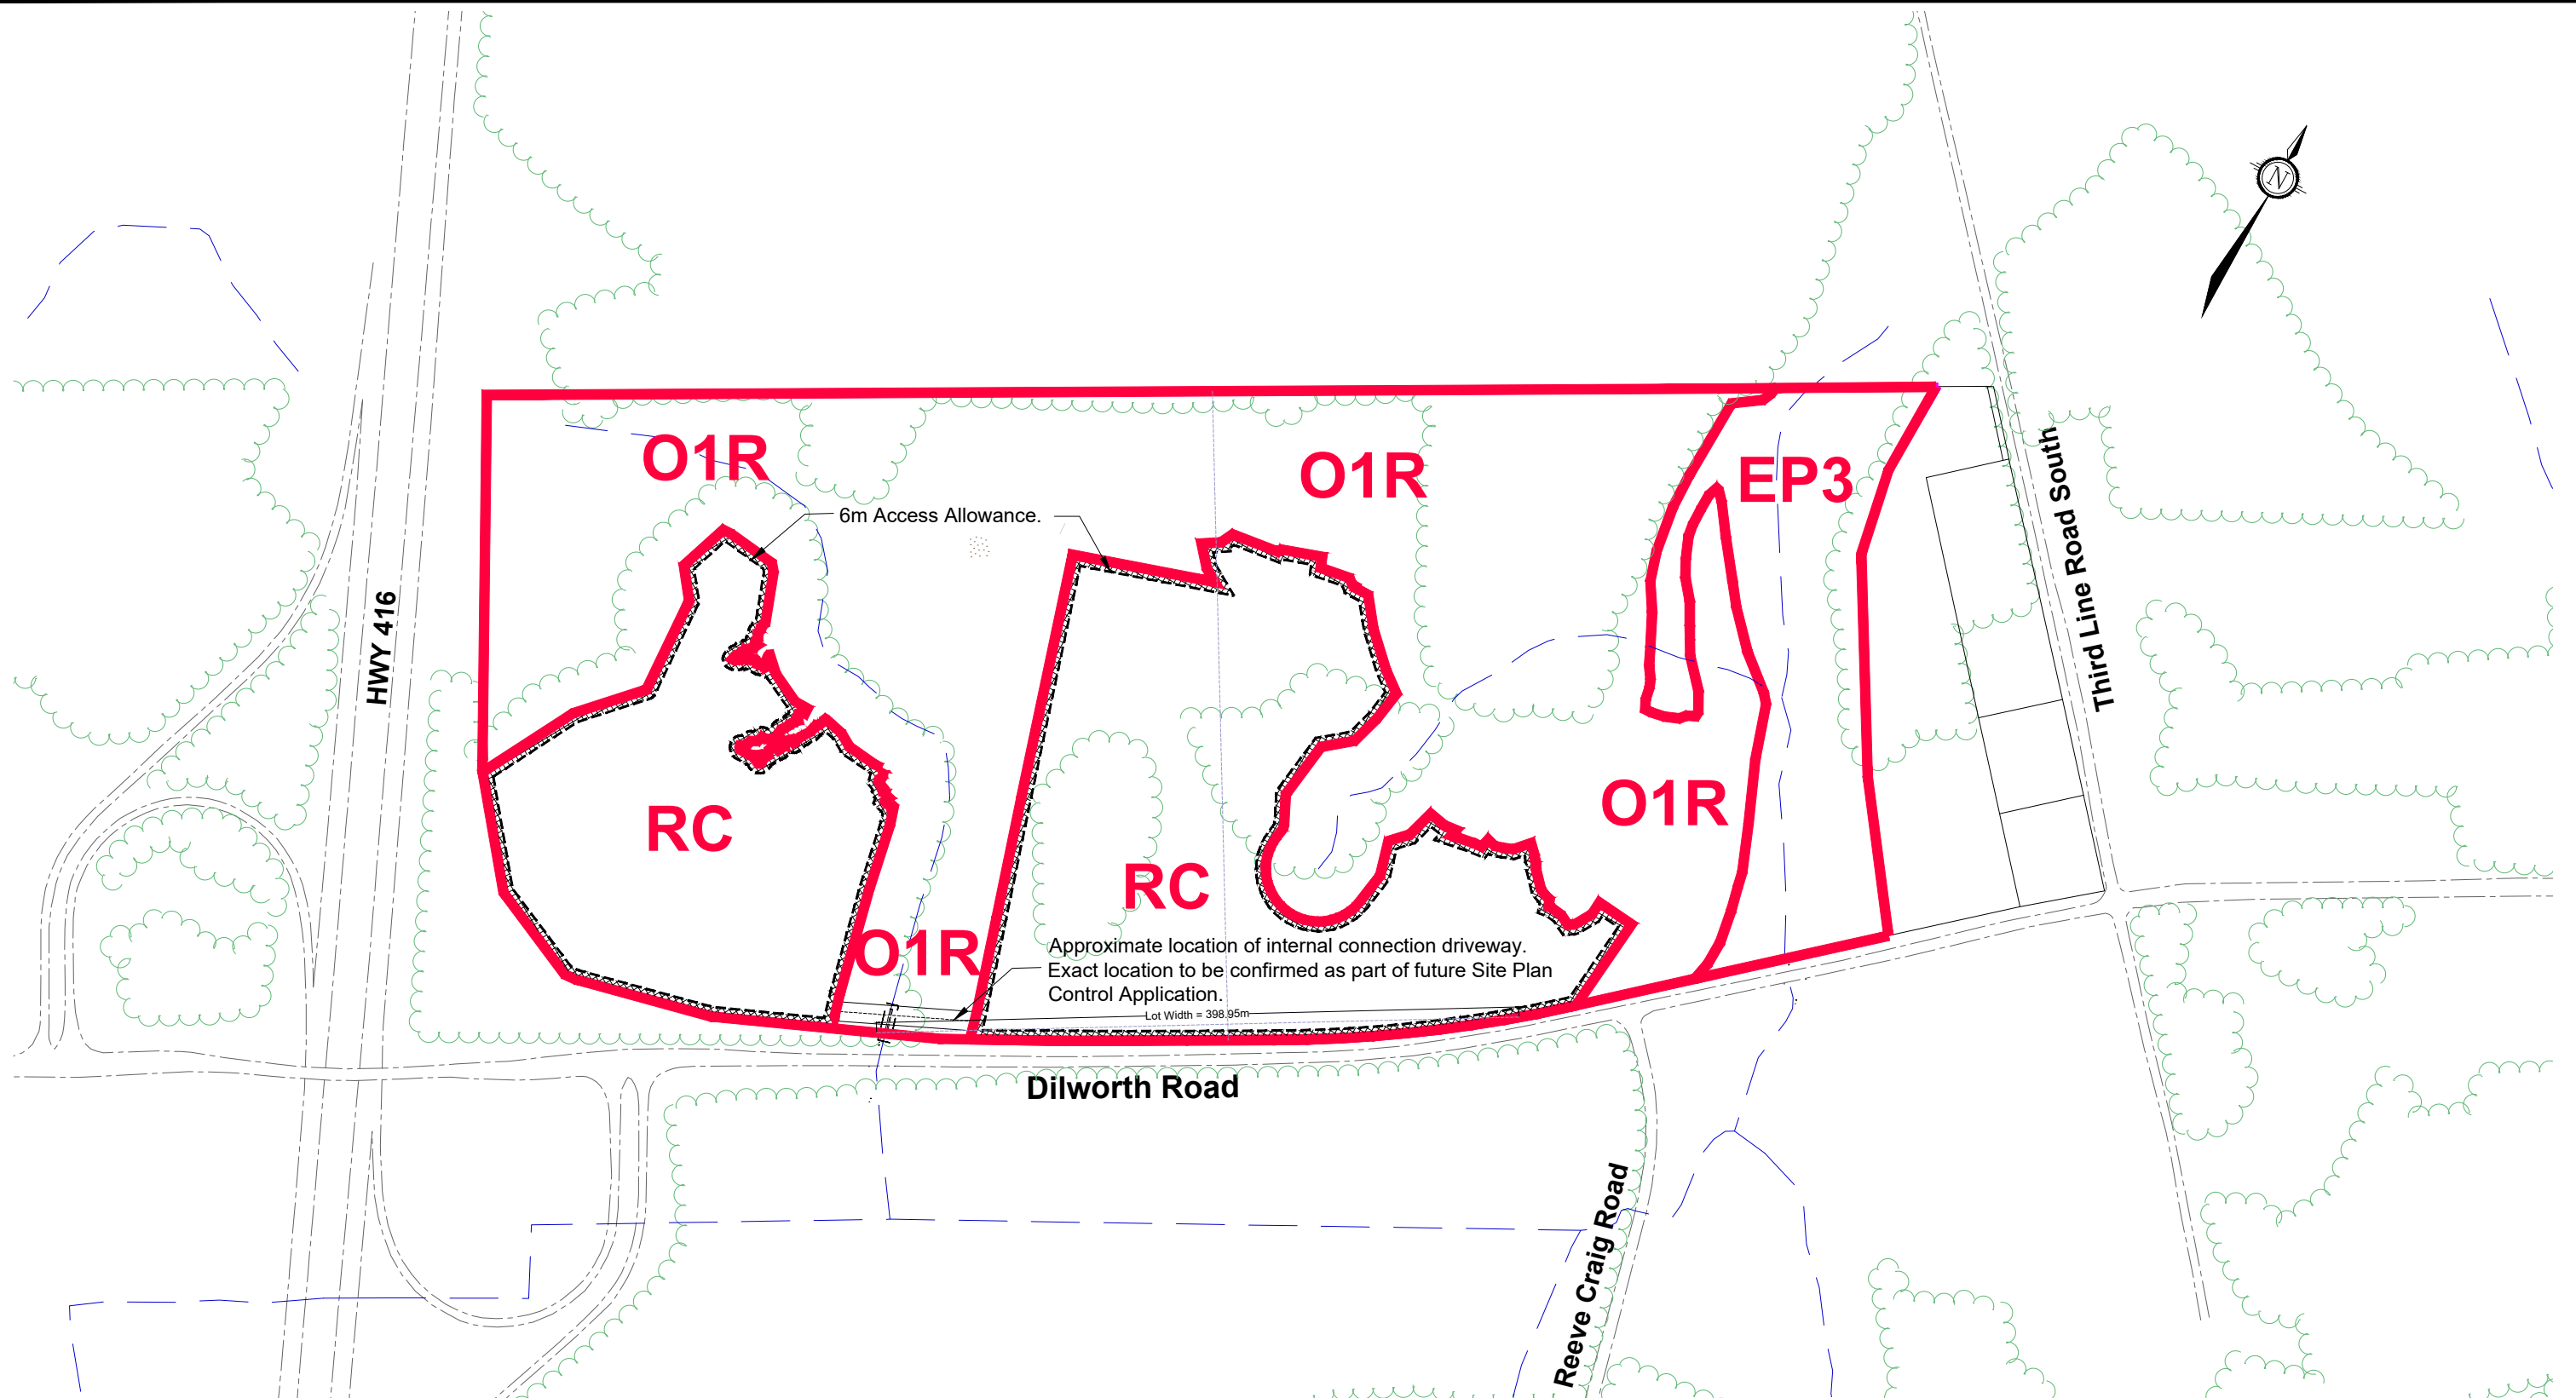 N
O1R
O1R
EP3
6m Access Allowance.
HWY 416
Third Line Road South
O1R
RC
RC
O1R
Approximate location of internal connection driveway.
Exact location to be confirmed as part of future Site Plan
Control Application.
Lot Width = 398.95m
Dilworth Road
Reeve Craig Road